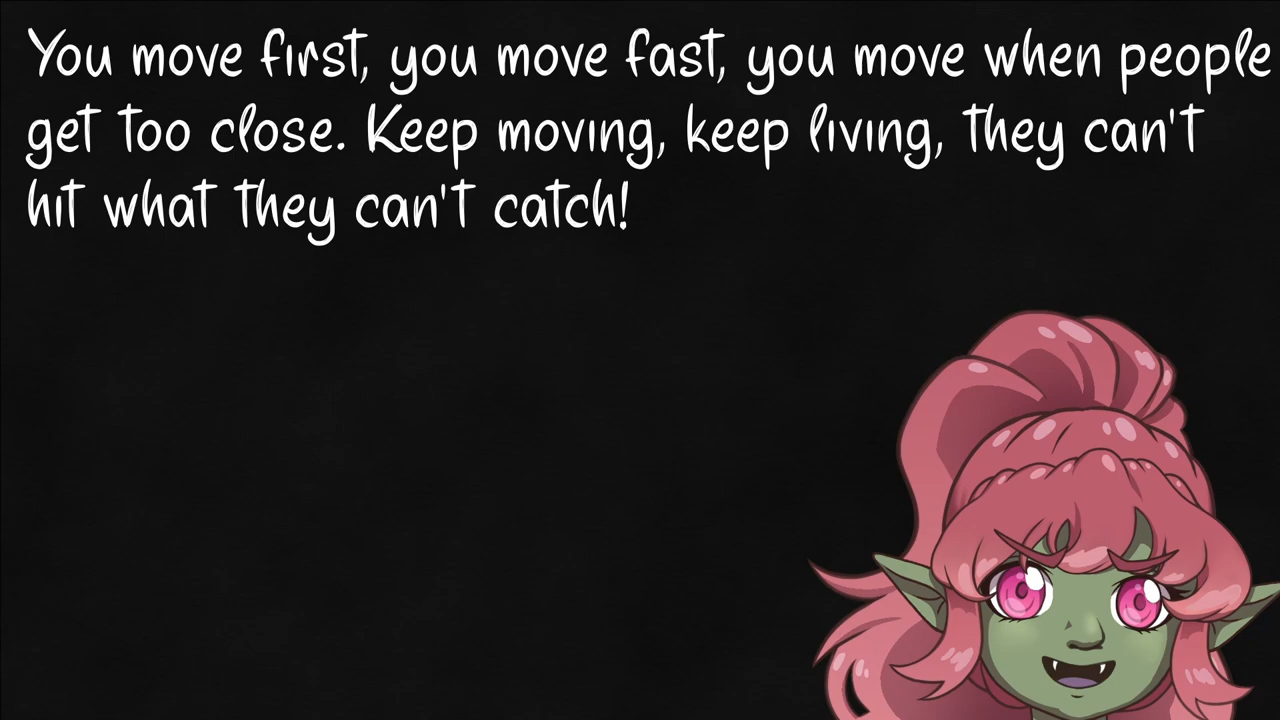 You move first, you move fast, you move when people
get too close. Keep moving, keep living, they can't
hit what they can't catch!